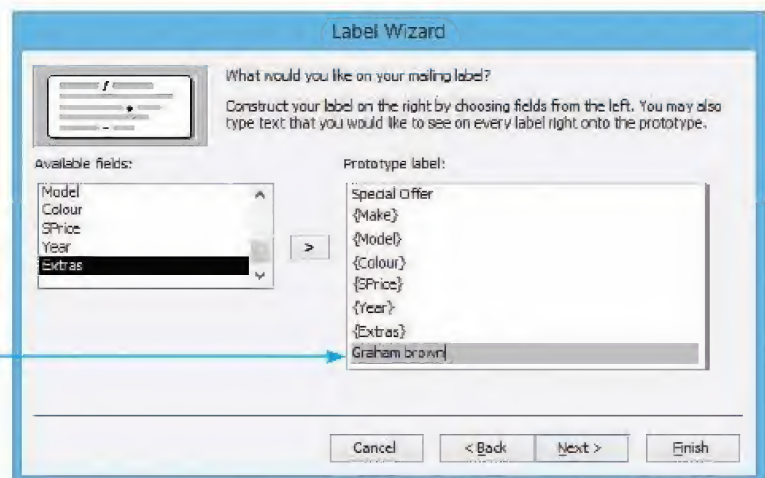 Label Wizard
What would you like on your mailing label?
Construct your label on the right by choosing fields from the left. You may also
type text that you would like to see on every label right onto the prototype.
Available fields:
Model
Colour
SPrice
Year
Extras
>
Prototype label:
Special Offer
{Make}
{Model}
{Colour}
{SPrice}
{Year}
{Extras}
Graham brown
Cancel
< Back
Next >
Finish